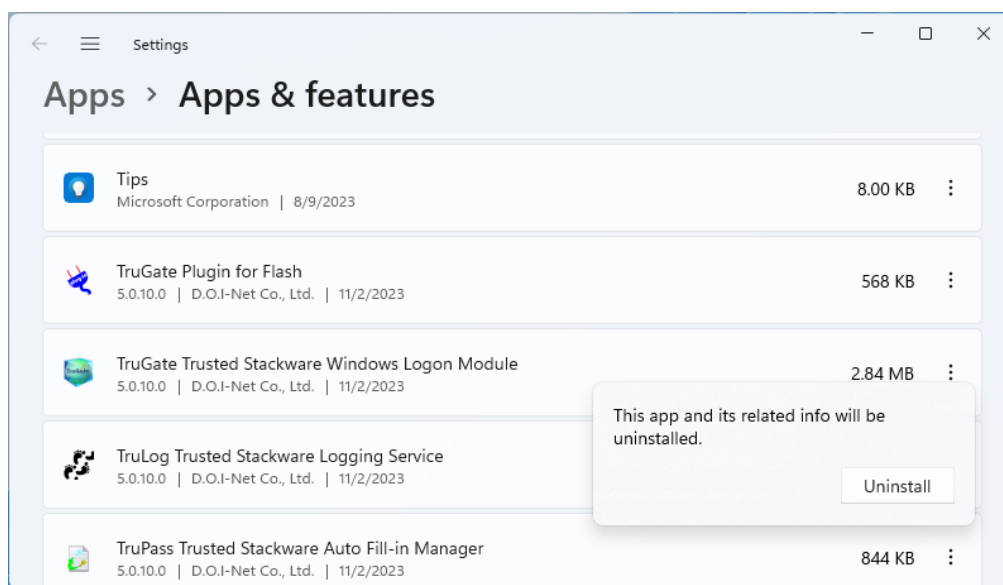 Settings
Apps > Apps & features
Tips
Microsoft Corporation | 8/9/2023
8.00 KB
TruGate Plugin for Flash
5.0.10.0 | D.O.I-Net Co., Ltd. | 11/2/2023
568 KB
TruGate Trusted Stackware Windows Logon Module
5.0.10.0 | D.O.I-Net Co., Ltd. | 11/2/2023
2.84 MB
This app and its related info will be
uninstalled.
Uninstall
TruLog Trusted Stackware Logging Service
5.0.10.0 | D.O.I-Net Co., Ltd. | 11/2/2023
TruPass Trusted Stackware Auto Fill-in Manager
5.0.10.0 | D.O.I-Net Co., Ltd. | 11/2/2023
844 KB